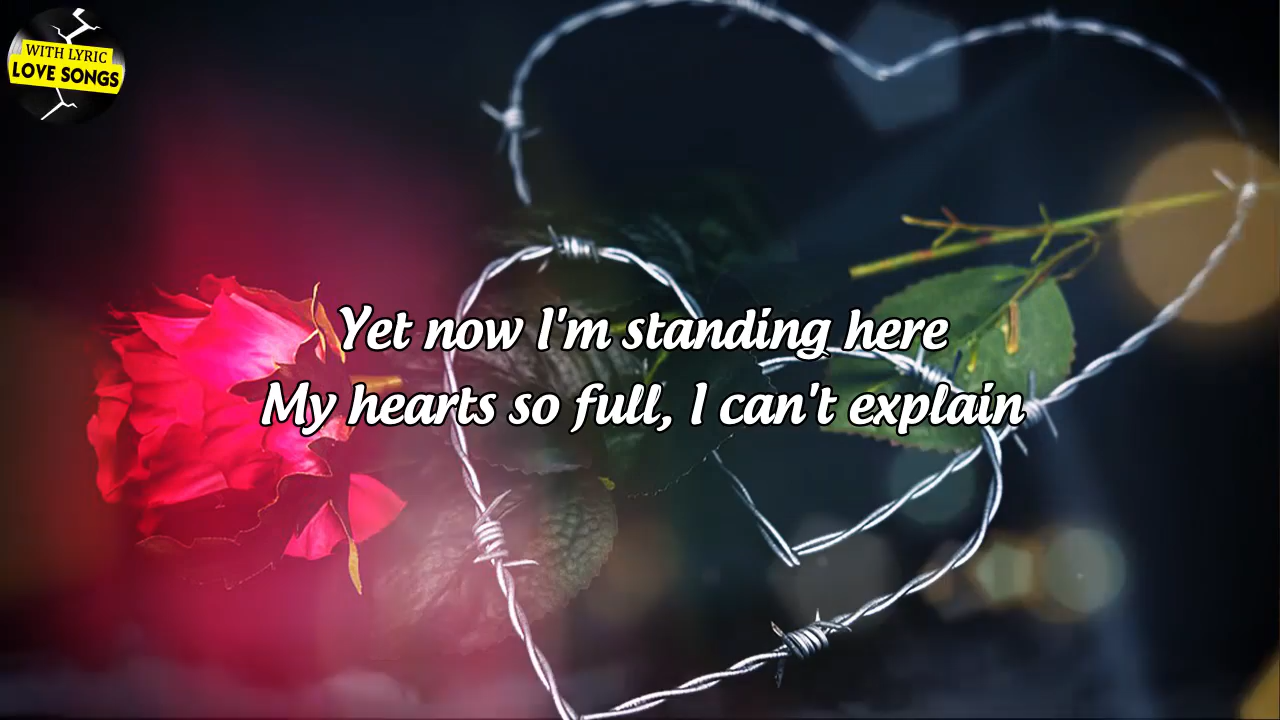 WITH LYRIC
LOVE SONGS
Yet now I'm standing here
My hearts so full, I can't explain